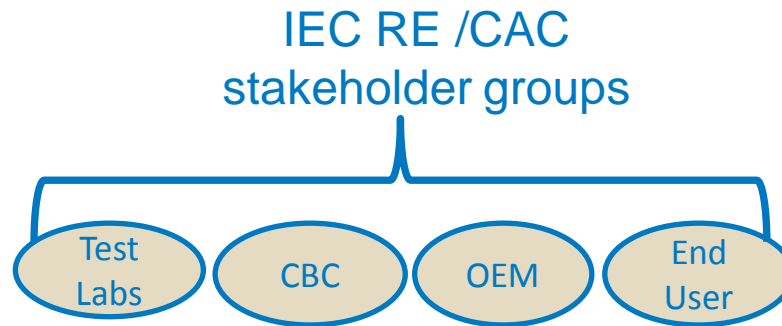 IEC RE /CAC
stakeholder groups
Test
Labs
CBC
OEM
End
User